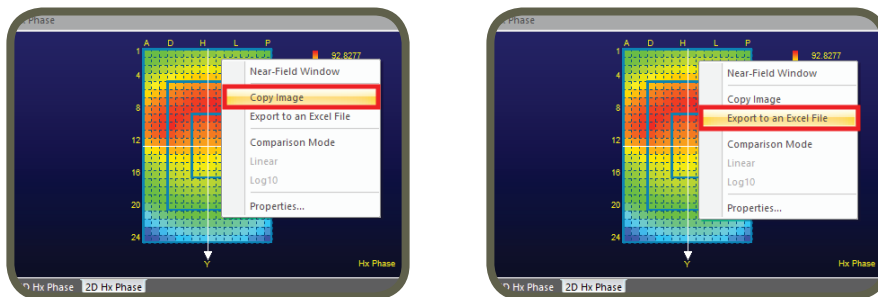 Phase
A D H L P
1
92.8277
4
8
12
16
20
24
Near-Field Window
Copy Image
Export to an Excel File
Comparison Mode
Linear
Log10
Properties...
Y
Hx Phase
D Hx Phase 2D Hx Phase
Phase
A D H L P
1
92.8277
4
8
12
16
20
24
Near-Field Window
Copy Image
Export to an Excel File
Comparison Mode
Linear
Log10
Properties...
Y
Hx Phase
D Hx Phase 2D Hx Phase